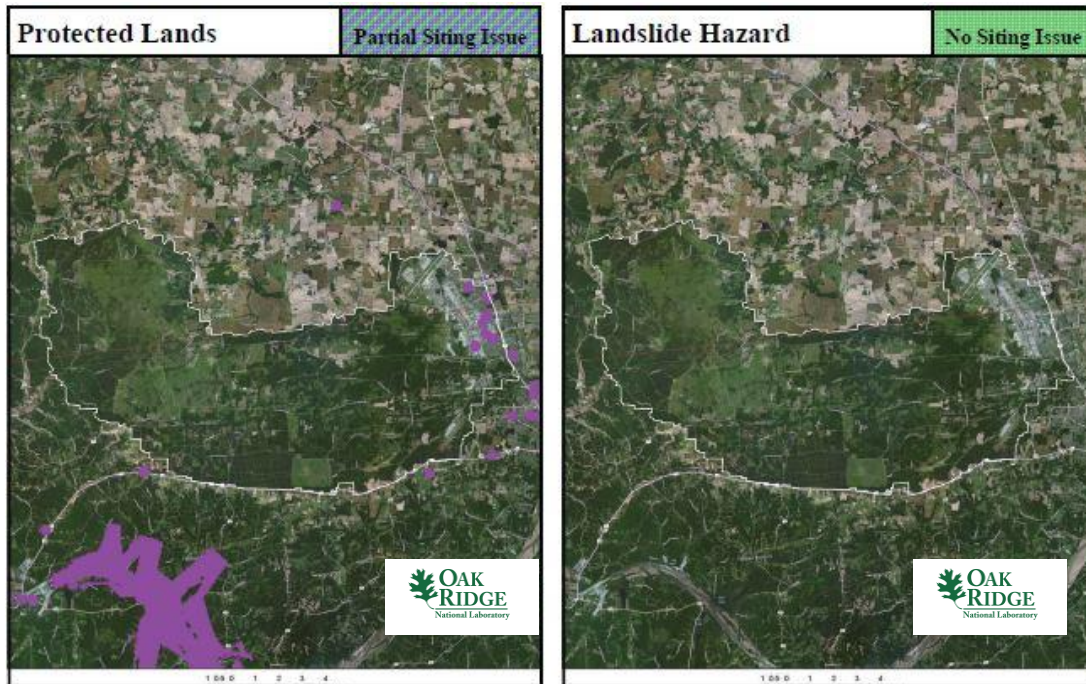 Protected Lands
Partial Siting Issue
OAK
RIDGE
National Laboratory
Landslide Hazard
No Siting Issue
OAK
RIDGE
National Laboratory